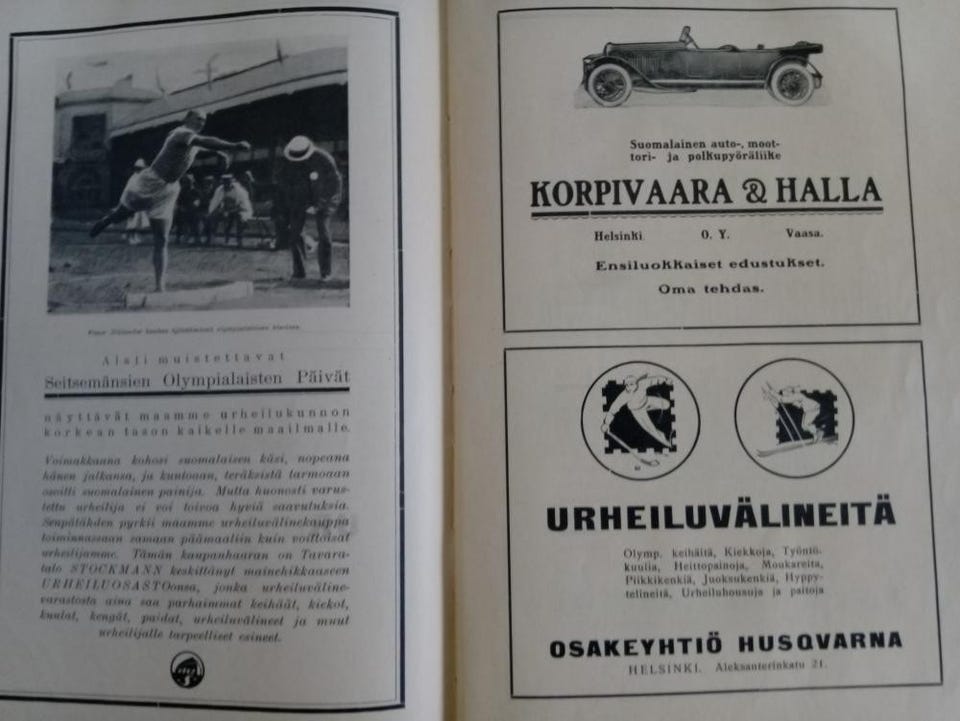 Aiati muistettavat
Seitsemänsien Olympialaisten Päivät
näyttävät maamme urheilukunnon
korkean tason kaikelle maailmalle.
Voimakkaana kohosi suomalaisen käsi, nopeana
hänen jalkansa, ja kuntoaan, teräksistä tarmoaan
osoitti suomalainen painija. Mutta huonosti varus-
tettu urheilija ei voi toivoa hyviä saavutuksia.
Senpätähden pyrkii maamme urheiluvälinekauppa
toiminnassaan samaan päämaaliin kuin voittoisat
urheilijamme. Tämän kaupanhaaran on Tavara-
talo STOCKMANN keskittänyt mainehikkaaseen
URHEILUOSASTOonsa, jonka urheiluväline-
varastosta aina saa parhaimmat keihäät, kiekot,
kuulat, kengät, paidat, urheiluvälineet ja muut
urheilijalle tarpeelliset esineet.
Suomalainen auto-, moot-
tori- ja polkupyöräliike
KORPIVAARA & HALLA
Helsinki O. Y. Vaasa.
Ensiluokkaiset edustukset.
Oma tehdas.
URHEILUVÄLINEITÄ
Olymp. keihäitä, Kiekkoja, Työntö-
kuulia, Heittopainoja, Moukareita,
Piikkikenkiä, Juoksukenkiä, Hyppy-
telineitä, Urheiluhousuja ja paitoja
OSAKEYHTIÖ HUSQVARNA
HELSINKI. Aleksanterinkatu 21.